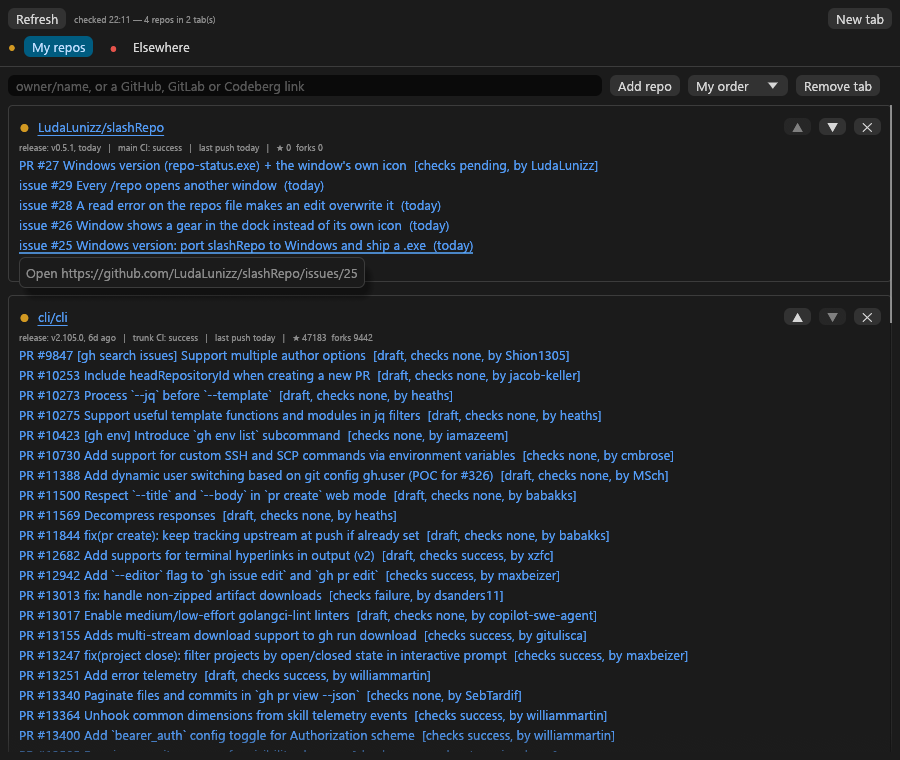 Refresh checked 22:11 — 4 repos in 2 tab(s) New tab
My repos Elsewhere
owner/name, or a GitHub, GitLab or Codeberg link Add repo My order Remove tab
LudaLunizz/slashRepo
release: v0.5.1, today | main CI: success | last push today | ★ 0 forks 0
PR #27 Windows version (repo-status.exe) + the window's own icon [checks pending, by LudaLunizz]
issue #29 Every /repo opens another window (today)
issue #28 A read error on the repos file makes an edit overwrite it (today)
issue #26 Window shows a gear in the dock instead of its own icon (today)
issue #25 Windows version: port slashRepo to Windows and ship a .exe (today)
Open https://github.com/LudaLunizz/slashRepo/issues/25
cli/cli
release: v2.105.0, 6d ago | trunk CI: success | last push today | ★ 47183 forks 9442
PR #9847 [gh search issues] Support multiple author options [draft, checks none, by Shion1305]
PR #10253 Include headRepositoryId when creating a new PR [draft, checks none, by jacob-keller]
PR #10273 Process `--jq` before `--template` [draft, checks none, by heaths]
PR #10275 Support useful template functions and modules in jq filters [draft, checks none, by heaths]
PR #10423 [gh env] Introduce `gh env list` subcommand [checks none, by iamazeem]
PR #10730 Add support for custom SSH and SCP commands via environment variables [checks none, by cmbrose]
PR #11388 Add dynamic user switching based on git config gh.user (POC for #326) [draft, checks none, by MSch]
PR #11500 Respect `--title` and `--body` in `pr create` web mode [draft, checks none, by babakks]
PR #11569 Decompress responses [draft, checks none, by heaths]
PR #11844 fix(pr create): keep tracking upstream at push if already set [draft, checks none, by babakks]
PR #12682 Add supports for terminal hyperlinks in output (v2) [draft, checks success, by xzfc]
PR #12942 Add `--editor` flag to `gh issue edit` and `gh pr edit` [checks success, by maxbeizer]
PR #13013 fix: handle non-zipped artifact downloads [checks failure, by dsanders11]
PR #13017 Enable medium/low-effort golangci-lint linters [draft, checks none, by copilot-swe-agent]
PR #13155 Adds multi-stream download support to gh run download [checks success, by gitulisca]
PR #13247 fix(project close): filter projects by open/closed state in interactive prompt [checks success, by maxbeizer]
PR #13251 Add error telemetry [draft, checks success, by williammartin]
PR #13340 Paginate files and commits in `gh pr view --json` [checks none, by SebTardif]
PR #13364 Unhook common dimensions from skill telemetry events [checks success, by williammartin]
PR #13400 Add `bearer_auth` config toggle for Authorization scheme [checks success, by williammartin]